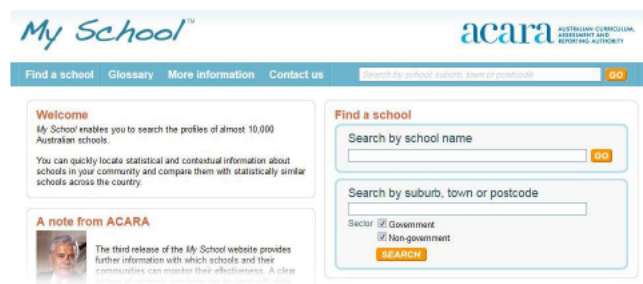 My School™
acara AUSTRALIAN CURRICULUM,
ASSESSMENT AND
REPORTING AUTHORITY
Find a school Glossary More information Contact us
Search by school, suburb, town or postcode GO
Welcome
My School enables you to search the profiles of almost 10,000
Australian schools.
You can quickly locate statistical and contextual information about
schools in your community and compare them with statistically similar
schools across the country.
A note from ACARA
The third release of the My School website provides
further information with which schools and their
communities can monitor their effectiveness. A clear
Find a school
Search by school name
GO
Search by suburb, town or postcode
Sector Government
Non-government
SEARCH